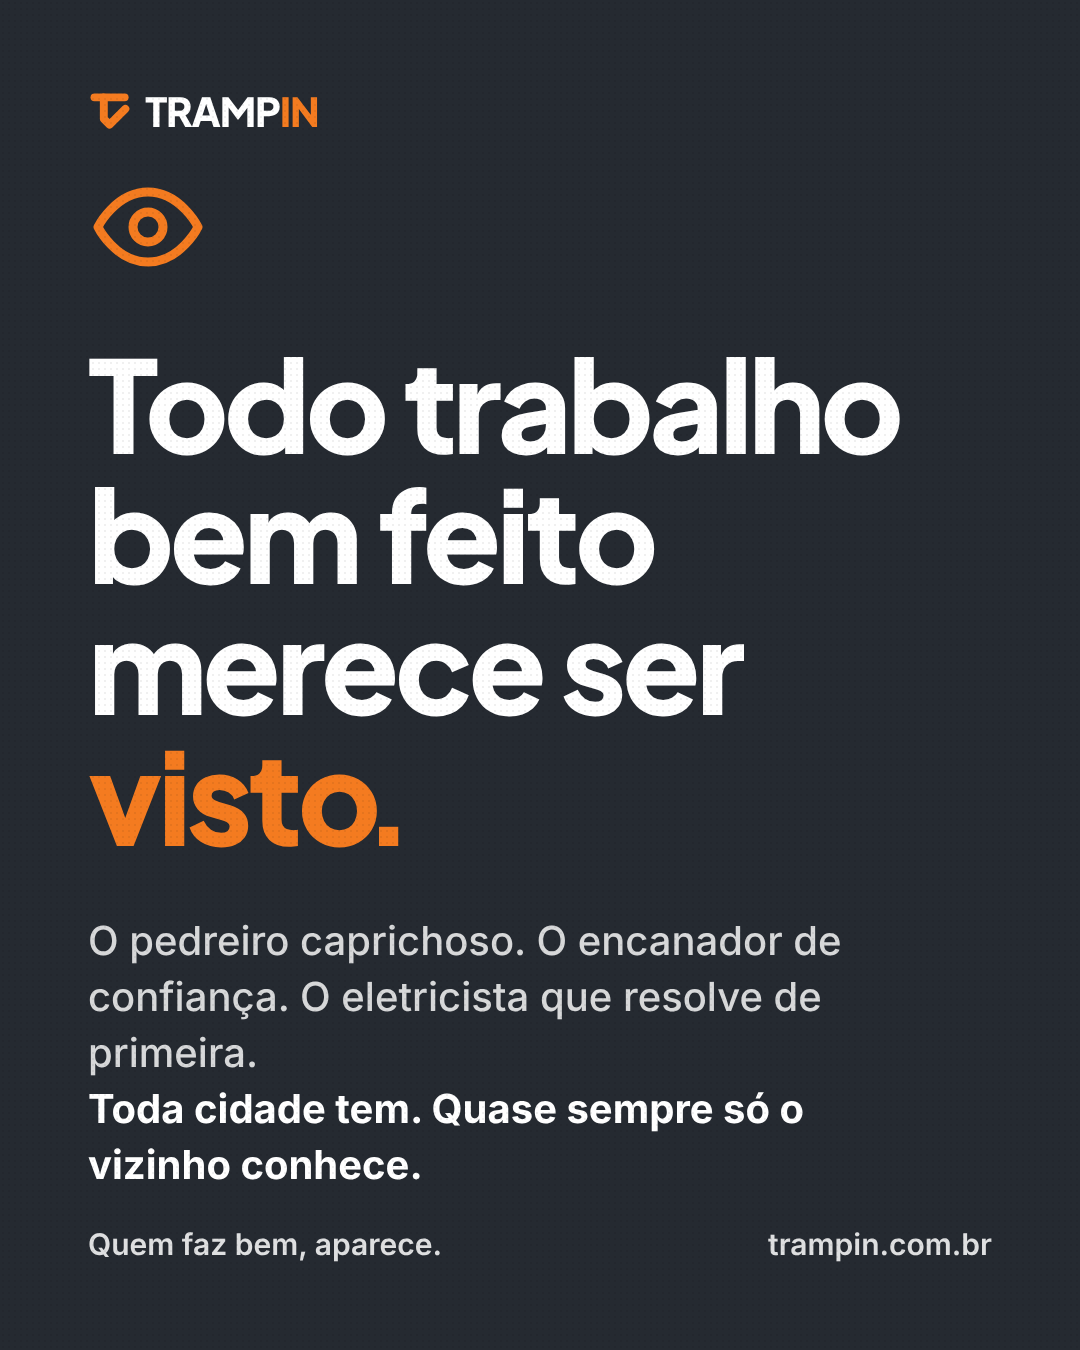 TRAMPIN
Todo trabalho
bem feito
merece ser
visto.
O pedreiro caprichoso. O encanador de
confiança. O eletricista que resolve de
primeira.
Toda cidade tem. Quase sempre só o
vizinho conhece.
Quem faz bem, aparece.
trampin.com.br